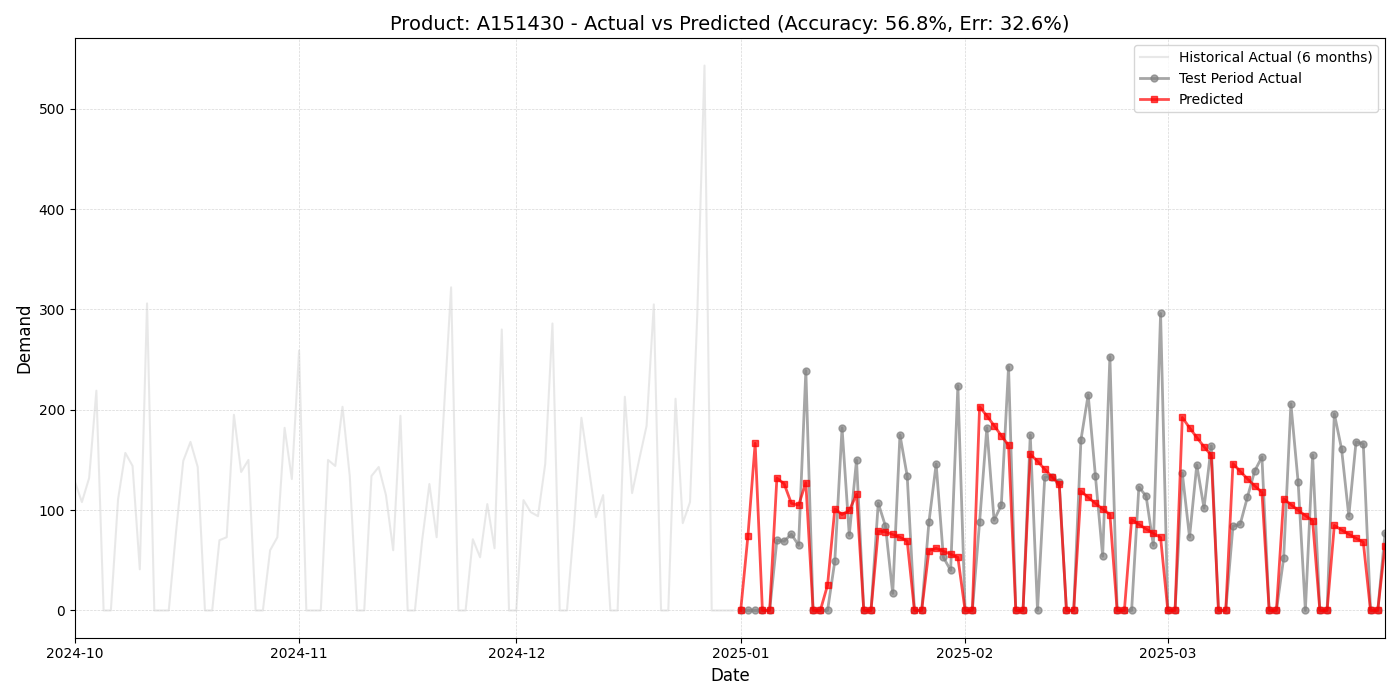 Product: A151430 - Actual vs Predicted (Accuracy: 56.8%, Err: 32.6%)
Historical Actual (6 months)
Test Period Actual
Predicted
Demand
500
400
300
200
100
0
2024-10
2024-11
2024-12
2025-01
2025-02
2025-03
Date